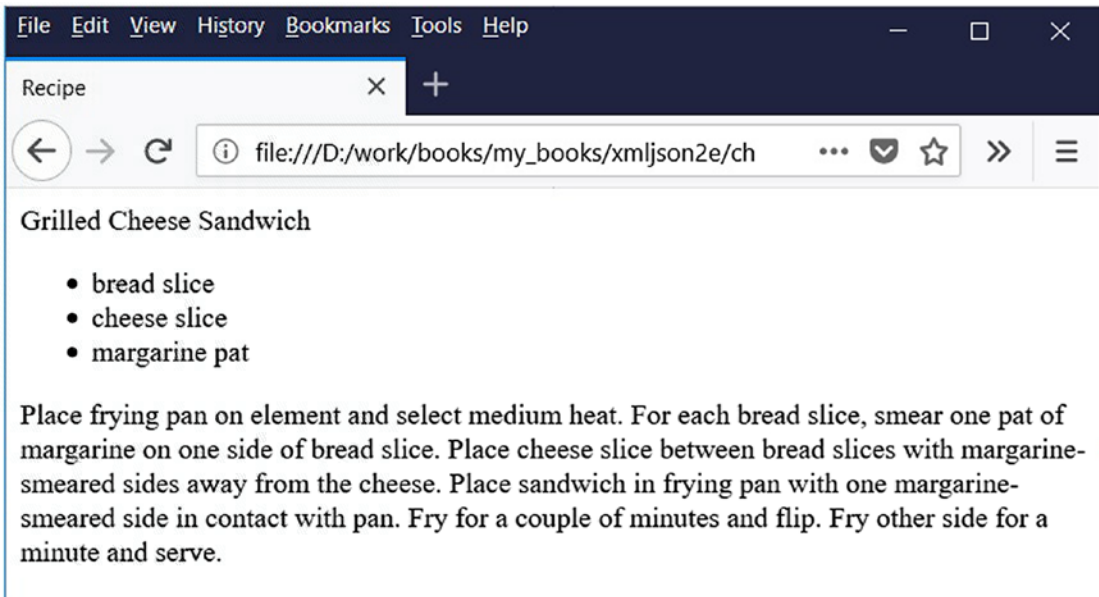 File Edit View History Bookmarks Tools Help
Recipe
file:///D:/work/books/my_books/xmljson2e/ch
Grilled Cheese Sandwich
• bread slice
• cheese slice
• margarine pat
Place frying pan on element and select medium heat. For each bread slice, smear one pat of
margarine on one side of bread slice. Place cheese slice between bread slices with margarine-
smeared sides away from the cheese. Place sandwich in frying pan with one margarine-
smeared side in contact with pan. Fry for a couple of minutes and flip. Fry other side for a
minute and serve.